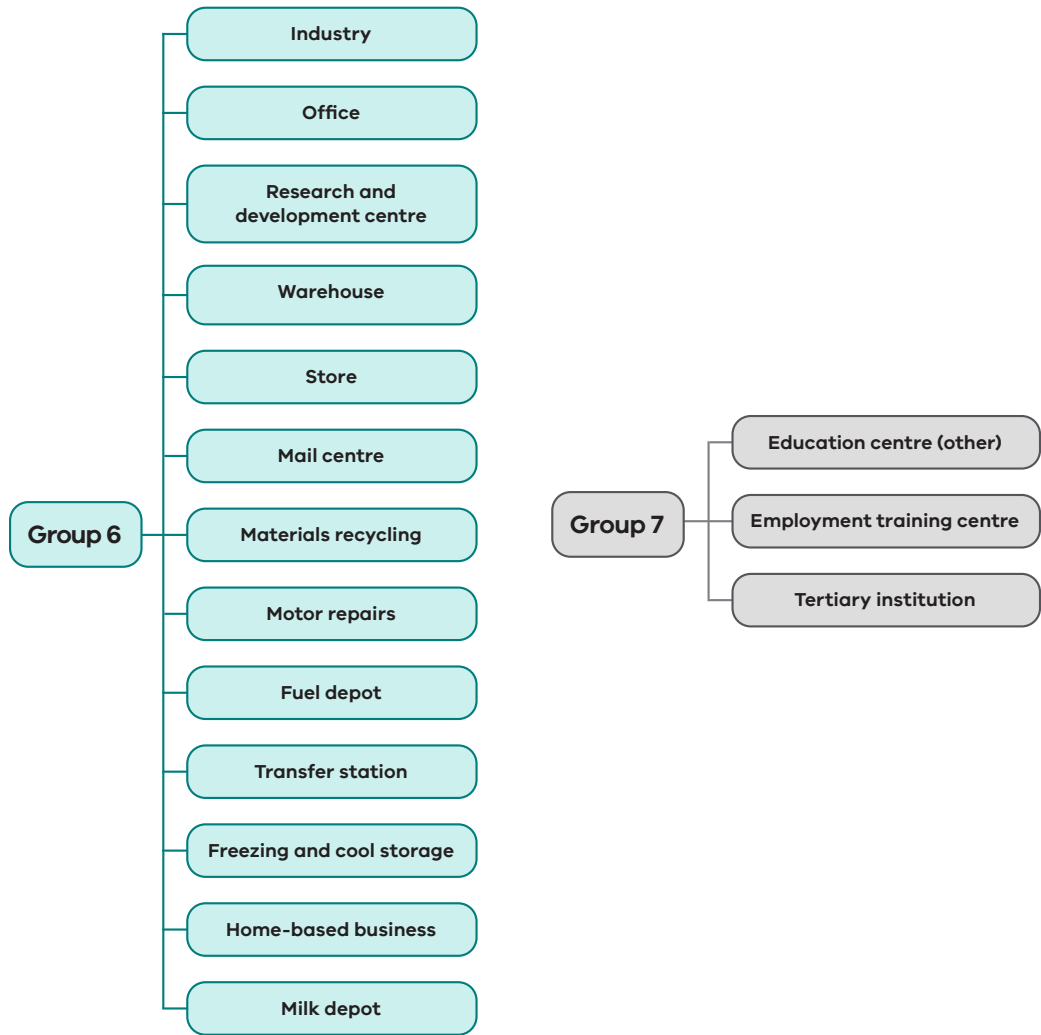 Group 6
Industry
Office
Research and
development centre
Warehouse
Store
Mail centre
Materials recycling
Motor repairs
Fuel depot
Transfer station
Freezing and cool storage
Home-based business
Milk depot
Group 7
Education centre (other)
Employment training centre
Tertiary institution